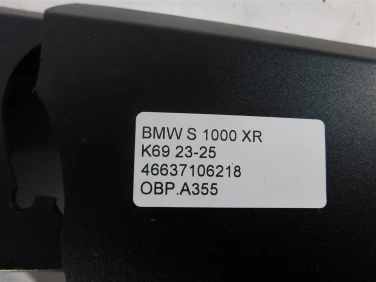 BMW S 1000 XR
K69 23-25
46637106218
OBP.A355